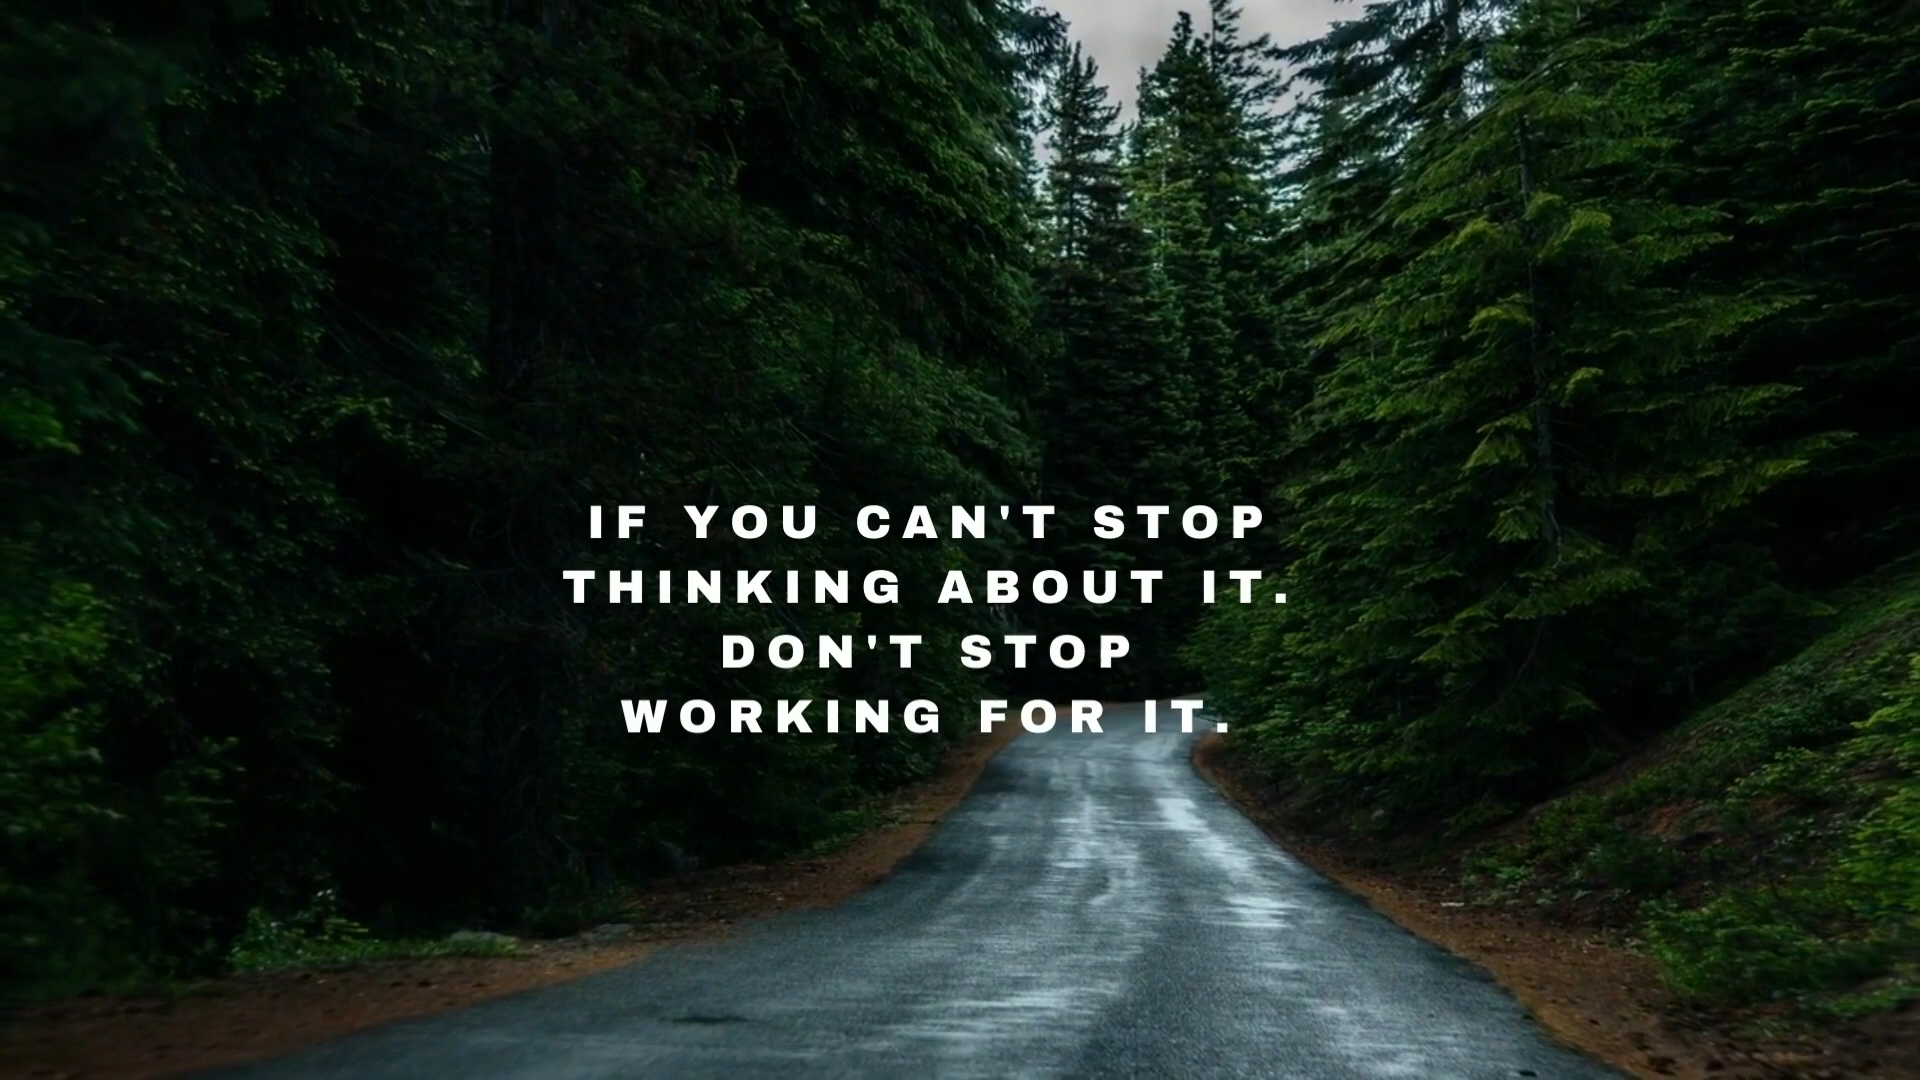 IF YOU CAN'T STOP
THINKING ABOUT IT.
DON'T STOP
WORKING FOR IT.